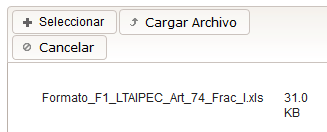 Seleccionar Cargar Archivo
Cancelar
Formato_F1_LTAIPEC_Art_74_Frac_I.xls 31.0
KB